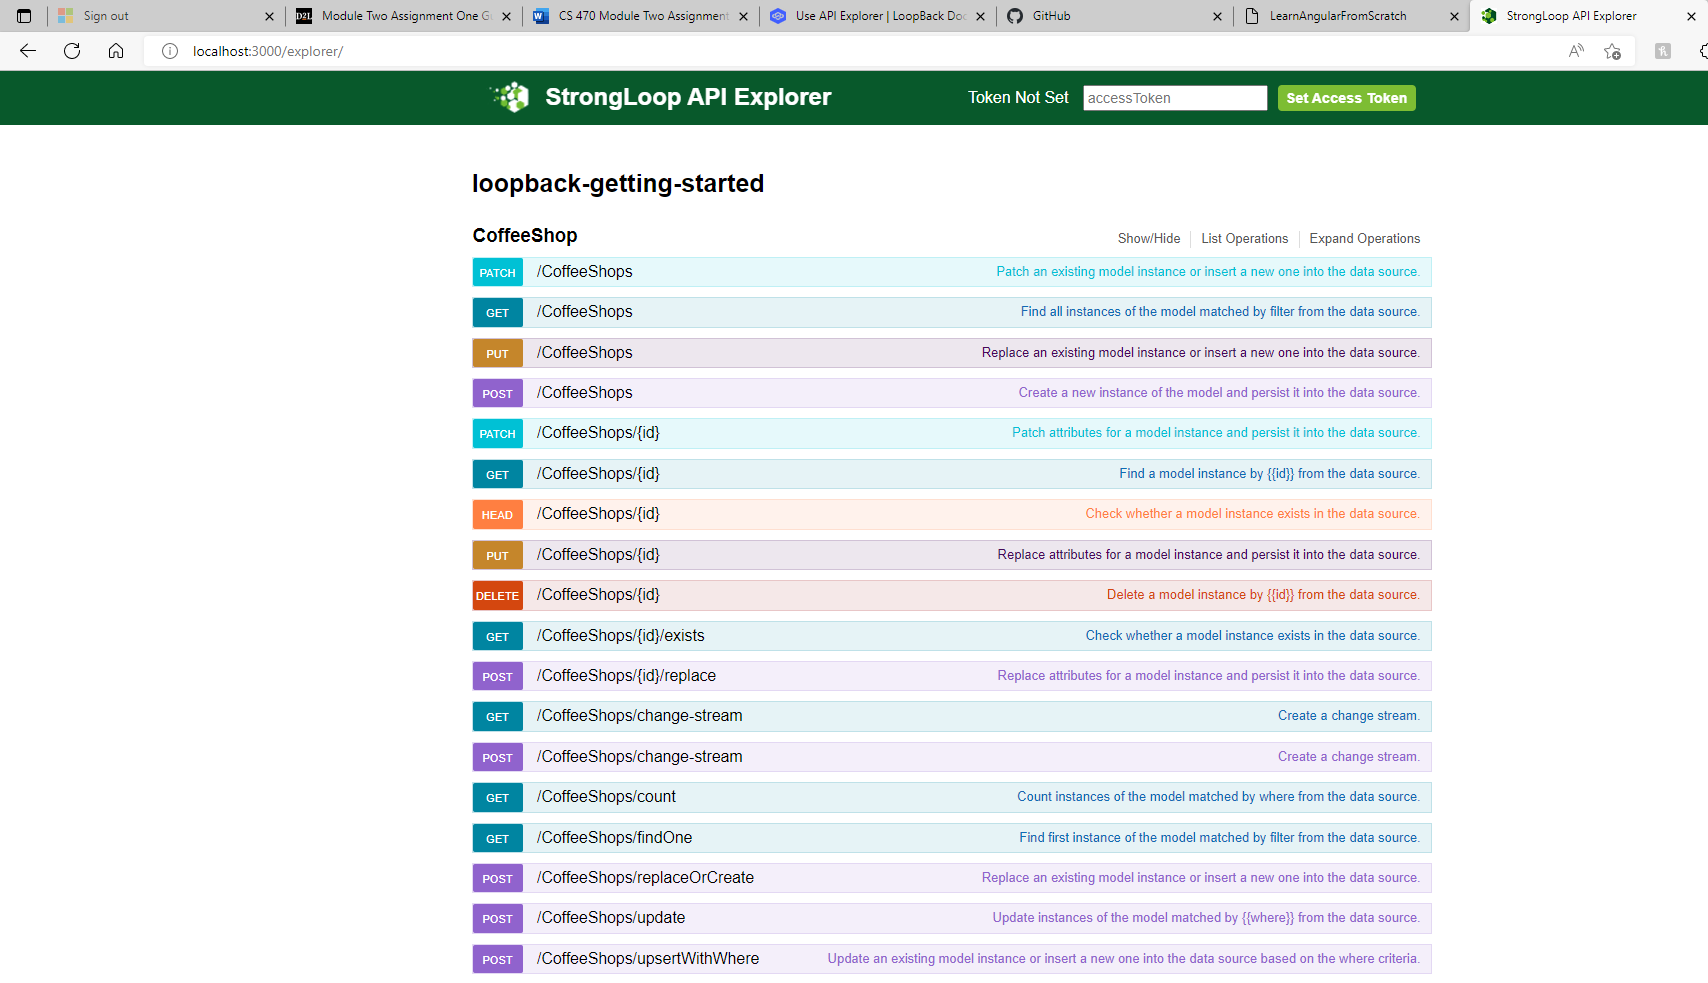 Sign out
D2L Module Two Assignment One Gu
CS 470 Module Two Assignment
Use API Explorer | LoopBack Doc
GitHub
LearnAngularFromScratch
StrongLoop API Explorer
localhost:3000/explorer/
StrongLoop API Explorer Token Not Set accessToken Set Access Token
loopback-getting-started
CoffeeShop Show/Hide List Operations Expand Operations
PATCH /CoffeeShops Patch an existing model instance or insert a new one into the data source.
GET /CoffeeShops Find all instances of the model matched by filter from the data source.
PUT /CoffeeShops Replace an existing model instance or insert a new one into the data source.
POST /CoffeeShops Create a new instance of the model and persist it into the data source.
PATCH /CoffeeShops/{id} Patch attributes for a model instance and persist it into the data source.
GET /CoffeeShops/{id} Find a model instance by {{id}} from the data source.
HEAD /CoffeeShops/{id} Check whether a model instance exists in the data source.
PUT /CoffeeShops/{id} Replace attributes for a model instance and persist it into the data source.
DELETE /CoffeeShops/{id} Delete a model instance by {{id}} from the data source.
GET /CoffeeShops/{id}/exists Check whether a model instance exists in the data source.
POST /CoffeeShops/{id}/replace Replace attributes for a model instance and persist it into the data source.
GET /CoffeeShops/change-stream Create a change stream.
POST /CoffeeShops/change-stream Create a change stream.
GET /CoffeeShops/count Count instances of the model matched by where from the data source.
GET /CoffeeShops/findOne Find first instance of the model matched by filter from the data source.
POST /CoffeeShops/replaceOrCreate Replace an existing model instance or insert a new one into the data source.
POST /CoffeeShops/update Update instances of the model matched by {{where}} from the data source.
POST /CoffeeShops/upsertWithWhere Update an existing model instance or insert a new one into the data source based on the where criteria.